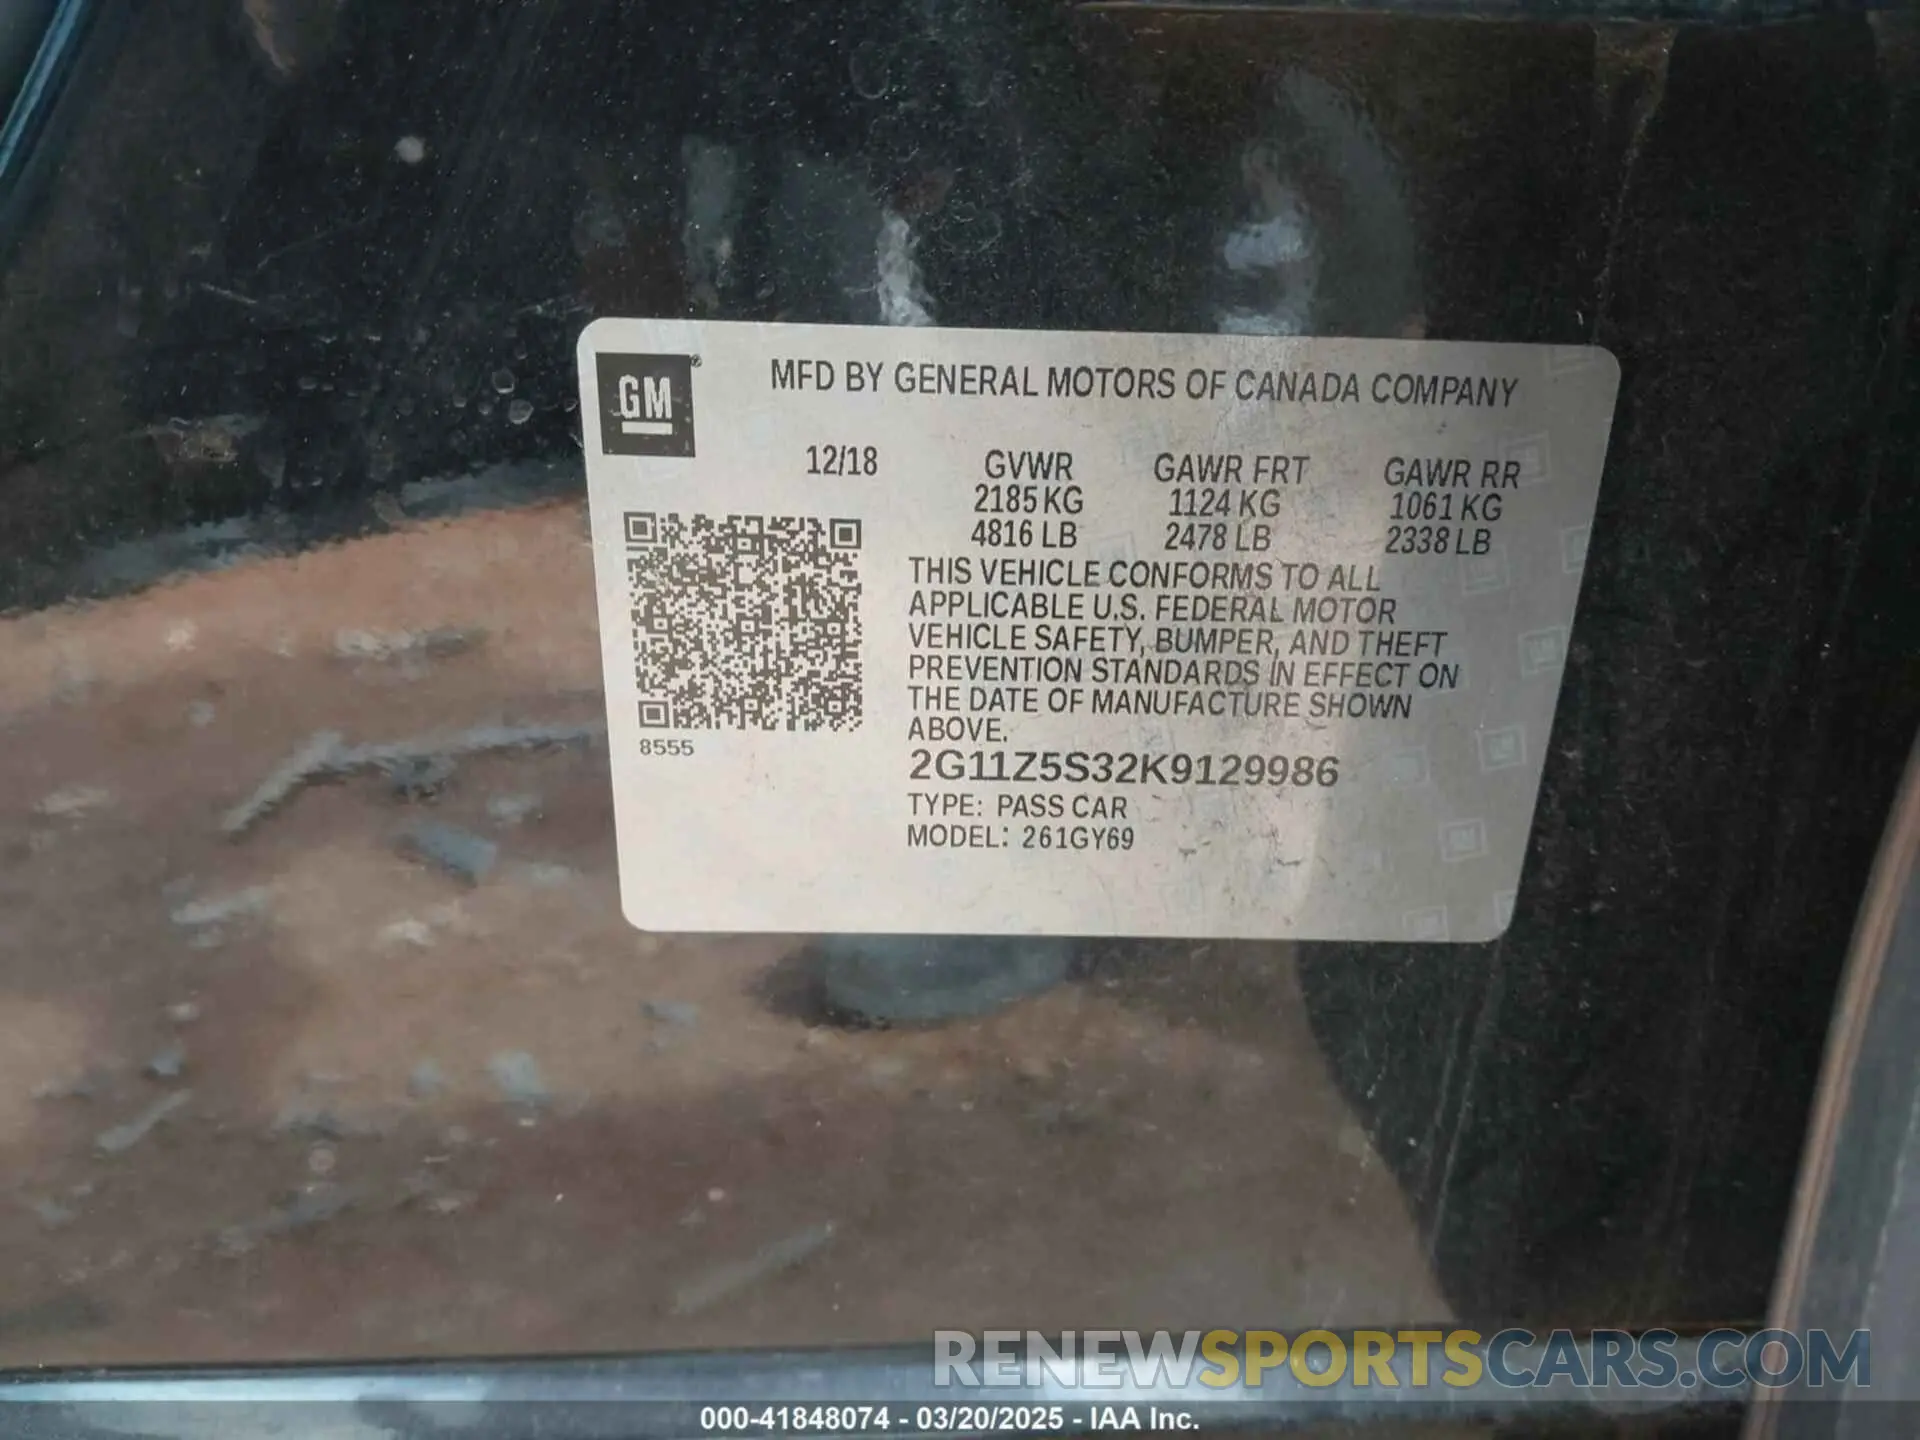 GM®
MFD BY GENERAL MOTORS OF CANADA COMPANY
12/18 GVWR GAWR FRT GAWR RR
2185 KG 1124 KG 1061 KG
4816 LB 2478 LB 2338 LB
THIS VEHICLE CONFORMS TO ALL
APPLICABLE U.S. FEDERAL MOTOR
VEHICLE SAFETY, BUMPER, AND THEFT
PREVENTION STANDARDS IN EFFECT ON
THE DATE OF MANUFACTURE SHOWN
ABOVE.
8555
2G11Z5S32K9129986
TYPE: PASS CAR
MODEL: 261GY69
RENEWSPORTSCARS.COM
000-41848074 - 03/20/2025 - IAA Inc.